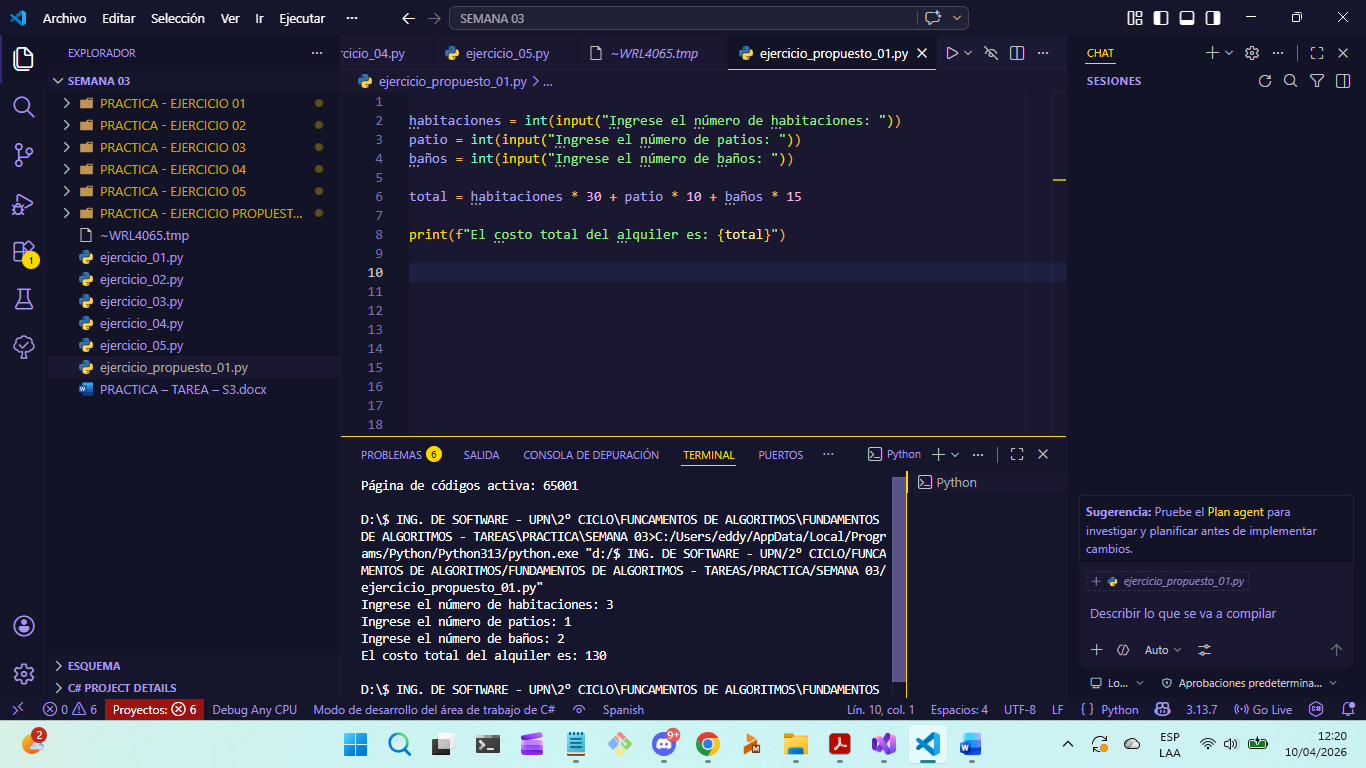 Archivo Editar Selección Ver Ir Ejecutar ···
SEMANA 03
EXPLORADOR
SEMANA 03
PRACTICA - EJERCICIO 01
PRACTICA - EJERCICIO 02
PRACTICA - EJERCICIO 03
PRACTICA - EJERCICIO 04
PRACTICA - EJERCICIO 05
PRACTICA - EJERCICIO PROPUEST...
~WRL4065.tmp
ejercicio_01.py
ejercicio_02.py
ejercicio_03.py
ejercicio_04.py
ejercicio_05.py
ejercicio_propuesto_01.py
PRACTICA – TAREA – S3.docx
ESQUEMA
C# PROJECT DETAILS
1
rcicio_04.py ejercicio_05.py ~WRL4065.tmp ejercicio_propuesto_01.py
ejercicio_propuesto_01.py > ...
1
2 habitaciones = int(input("Ingrese el número de habitaciones: "))
3 patio = int(input("Ingrese el número de patios: "))
4 baños = int(input("Ingrese el número de baños: "))
5
6 total = habitaciones * 30 + patio * 10 + baños * 15
7
8 print(f"El costo total del alquiler es: {total}")
9
10
11
12
13
14
15
16
17
18
PROBLEMAS 6 SALIDA CONSOLA DE DEPURACIÓN TERMINAL PUERTOS ··· Python
Python
Página de códigos activa: 65001
D:\$ ING. DE SOFTWARE - UPN\2º CICLO\FUNCAMENTOS DE ALGORITMOS\FUNDAMENTOS
DE ALGORITMOS - TAREAS\PRACTICA\SEMANA 03>C:/Users/eddy/AppData/Local/Progr
ams/Python/Python313/python.exe "d:/$ ING. DE SOFTWARE - UPN/2º CICLO/FUNCA
MENTOS DE ALGORITMOS/FUNDAMENTOS DE ALGORITMOS - TAREAS/PRACTICA/SEMANA 03/
ejercicio_propuesto_01.py"
Ingrese el número de habitaciones: 3
Ingrese el número de patios: 1
Ingrese el número de baños: 2
El costo total del alquiler es: 130
D:\$ ING. DE SOFTWARE - UPN\2º CICLO\FUNCAMENTOS DE ALGORITMOS\FUNDAMENTOS
CHAT
SESIONES
Sugerencia: Pruebe el Plan agent para
investigar y planificar antes de implementar
cambios.
ejercicio_propuesto_01.py
Describir lo que se va a compilar
Auto
Lo... Aprobaciones predetermina...
0 6 Proyectos: 6 Debug Any CPU Modo de desarrollo del área de trabajo de C# Spanish Lín. 10, col. 1 Espacios: 4 UTF-8 LF { } Python 3.13.7 Go Live
2
9+
ESP
LAA
12:20
10/04/2026